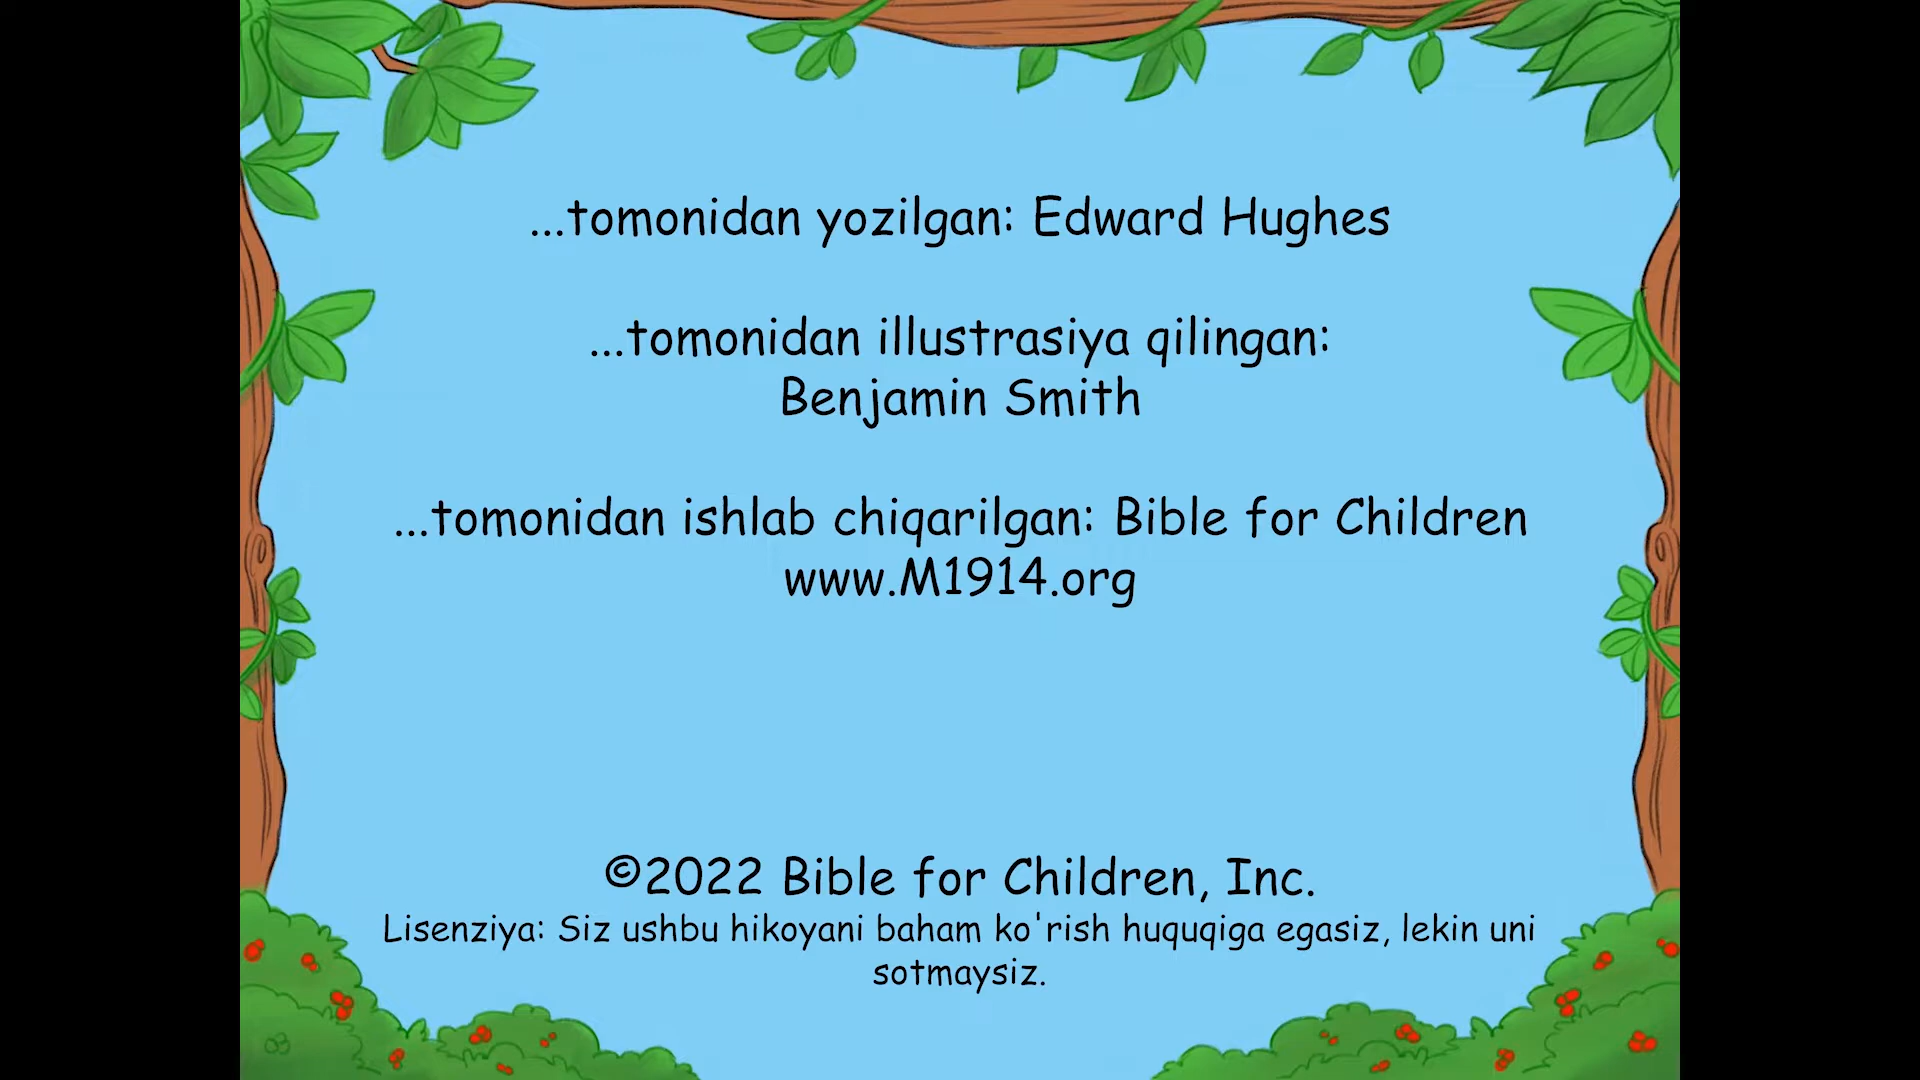 ...tomonidan yozilgan: Edward Hughes
...tomonidan illustrasiya qilingan:
Benjamin Smith
...tomonidan ishlab chiqarilgan: Bible for Children
www.M1914.org
©2022 Bible for Children, Inc.
Lisenziya: Siz ushbu hikoyani baham ko'rish huquqiga egasiz, lekin uni
sotmaysiz.